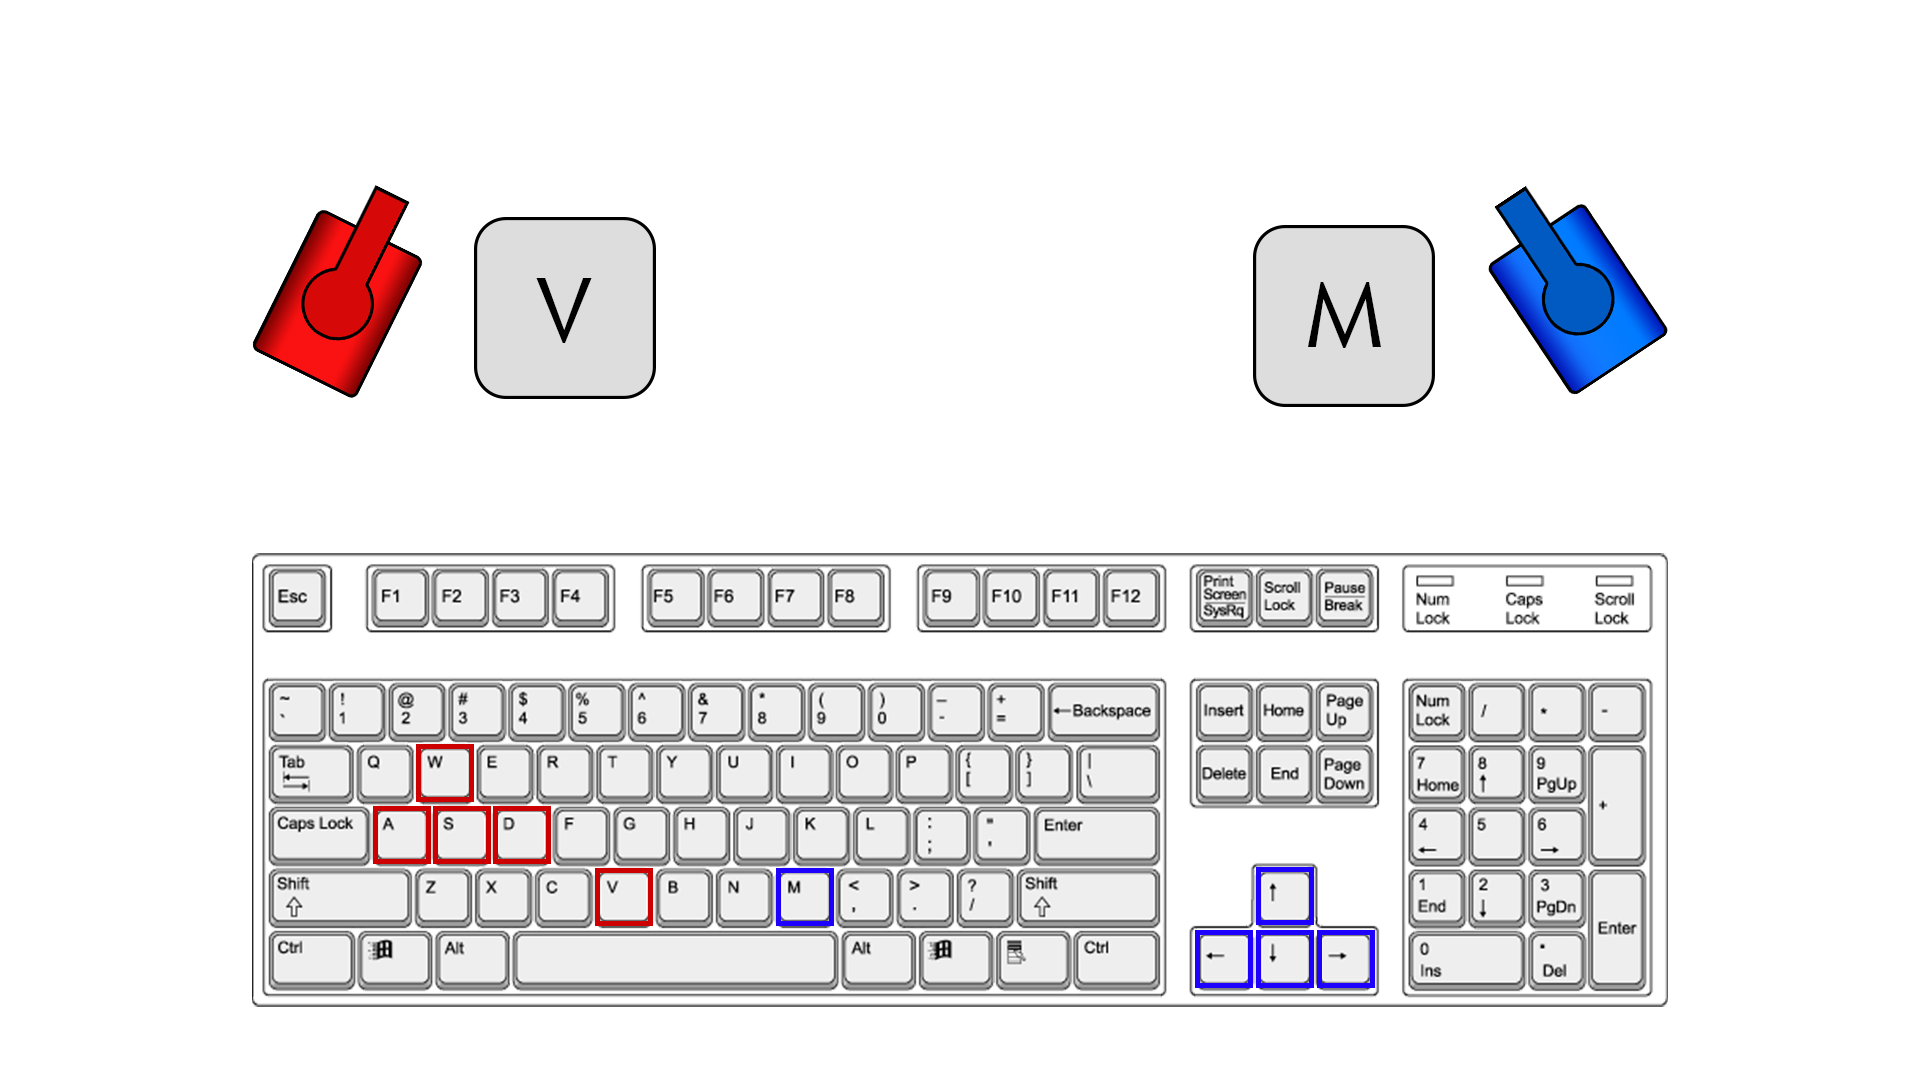 V M
Esc F1 F2 F3 F4 F5 F6 F7 F8 F9 F10 F11 F12 Print Screen SysRq Scroll Lock Pause Break Num Lock Caps Lock Scroll Lock
~ ` ! 1 @ 2 # 3 $ 4 % 5 ^ 6 & 7 * 8 ( 9 ) 0 – - + = ←Backspace Insert Home Page Up Num Lock / * -
Tab Q W E R T Y U I O P { [ } ] | \ Delete End Page Down 7 Home 8 ↑ 9 PgUp +
Caps Lock A S D F G H J K L : ; " ' Enter 4 ← 5 6 →
Shift ⇧ Z X C V B N M < , > . ? / Shift ⇧ ↑ 1 End 2 ↓ 3 PgDn Enter
Ctrl Alt Alt Ctrl ← ↓ → 0 Ins . Del